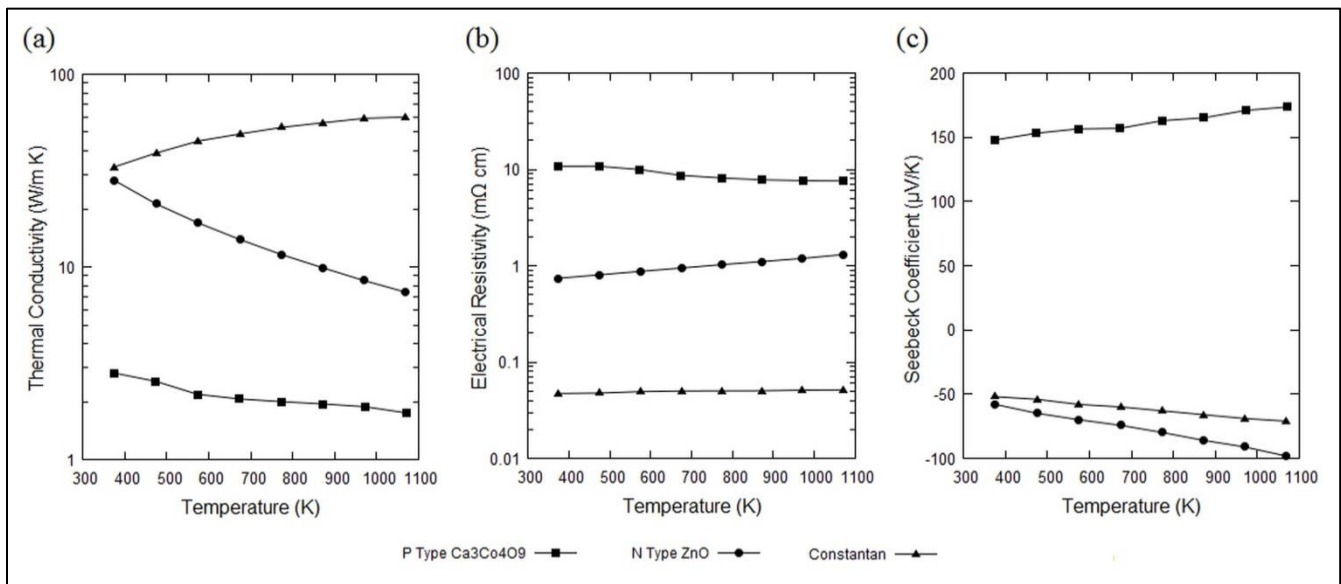 (a)
Thermal Conductivity (W/m K)
100
10
1
300 400 500 600 700 800 900 1000 1100
Temperature (K)
(b)
Electrical Resistivity (mΩ cm)
100
10
1
0.1
0.01
300 400 500 600 700 800 900 1000 1100
Temperature (K)
(c)
Seebeck Coefficient (µV/K)
200
150
100
50
0
-50
-100
300 400 500 600 700 800 900 1000 1100
Temperature (K)
P Type Ca3Co4O9 N Type ZnO Constantan